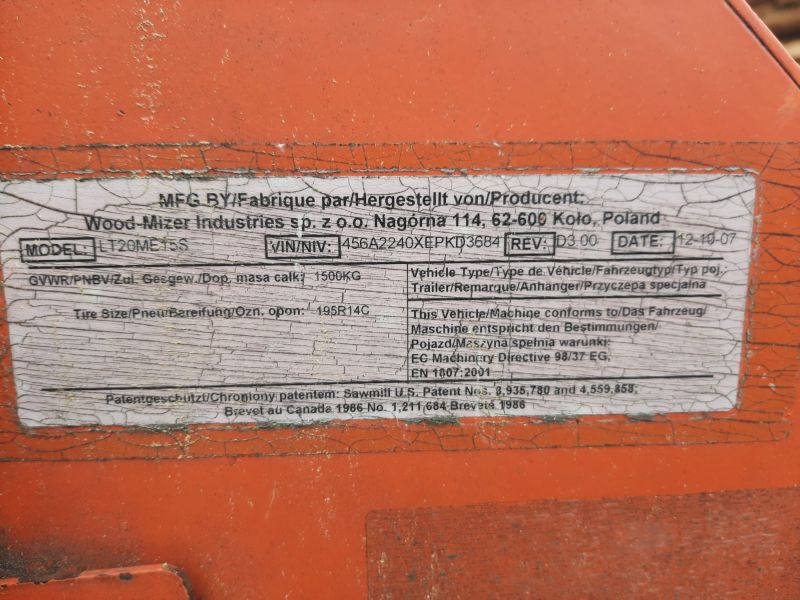 MFG BY/Fabrique par/Hergestellt von/Producent:
Wood-Mizer Industries sp. z o.o. Nagórna 114, 62-600 Koło, Poland
MODEL: LT20ME15S VIN/NIV: 456A2240XEPKD3684 REV: D3 00 DATE: 12-10-07
GVWR/PNBV/Zul. Gesgew./Dop. masa calk: 1500KG
Tire Size/Pneu/Bareifung/Ozn. opon: 195R14C
Vehicle Type/Type de Véhicle/Fahrzeugtyp/Typ poj.:
Trailer/Remarque/Anhanger/Przyczepa specjalna
This Vehicle/Machine conforms to/Das Fahrzeug/
Maschine entspricht den Bestimmungen/
Pojazd/Maszyna spełnia warunki:
EC Machinery Directive 98/37 EG,
EN 1807:2001
Patentgeschutzt/Chroniony patentem: Sawmill U.S. Patent Nos. 3,935,780 and 4,559,858;
Brevet au Canada 1986 No. 1,211,684 Brevets 1986